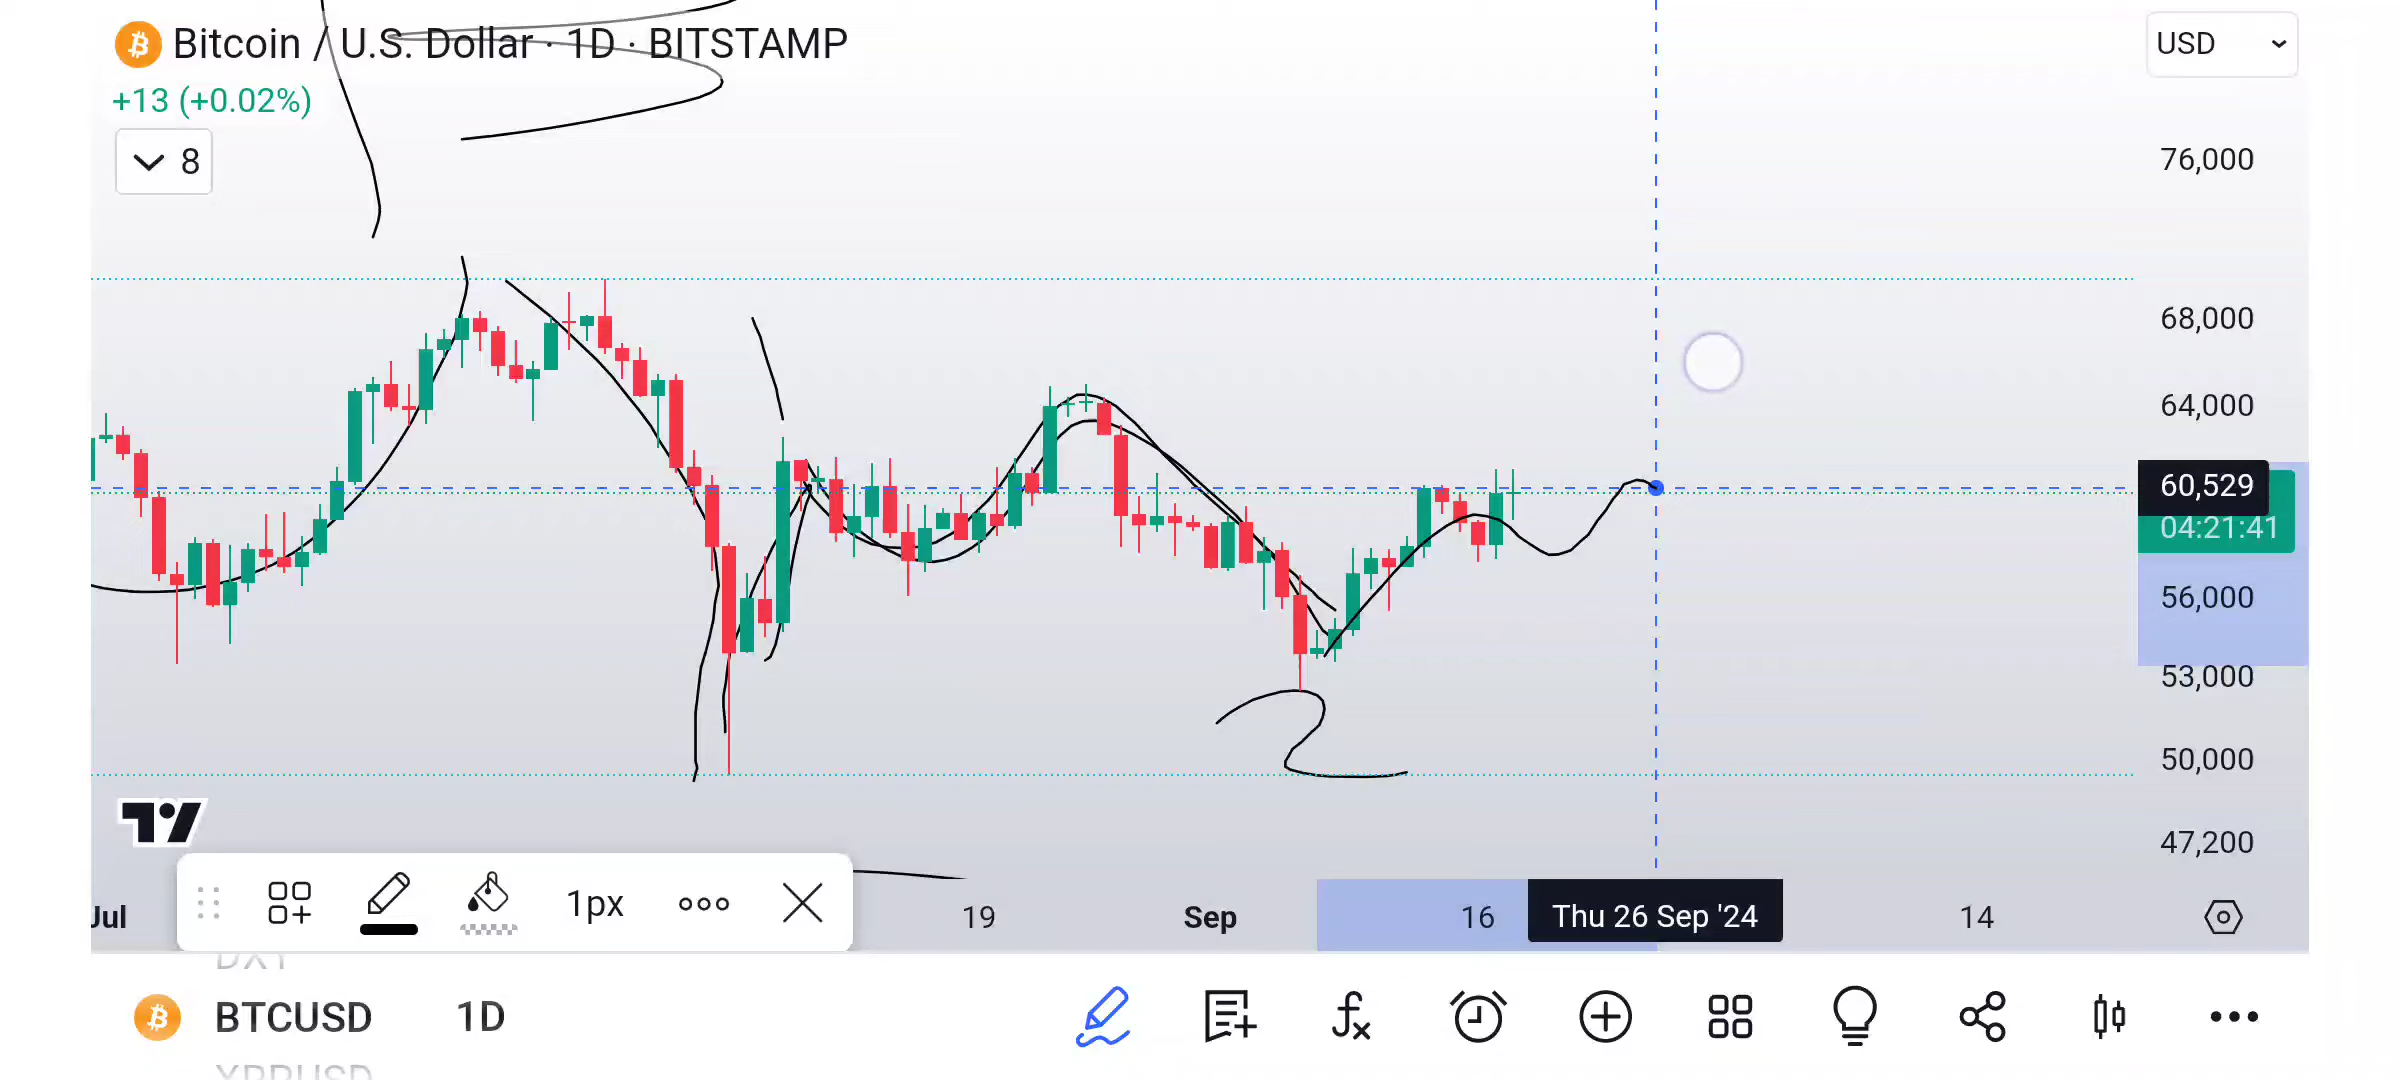 Bitcoin / U.S. Dollar · 1D · BITSTAMP
USD
+13 (+0.02%)
8
76,000
68,000
64,000
60,529
04:21:41
56,000
53,000
50,000
47,200
1px
Jul
19
Sep
16
Thu 26 Sep '24
14
DXY
BTCUSD 1D
XRPUSD